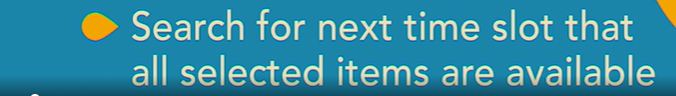 Search for next time slot that
all selected items are available